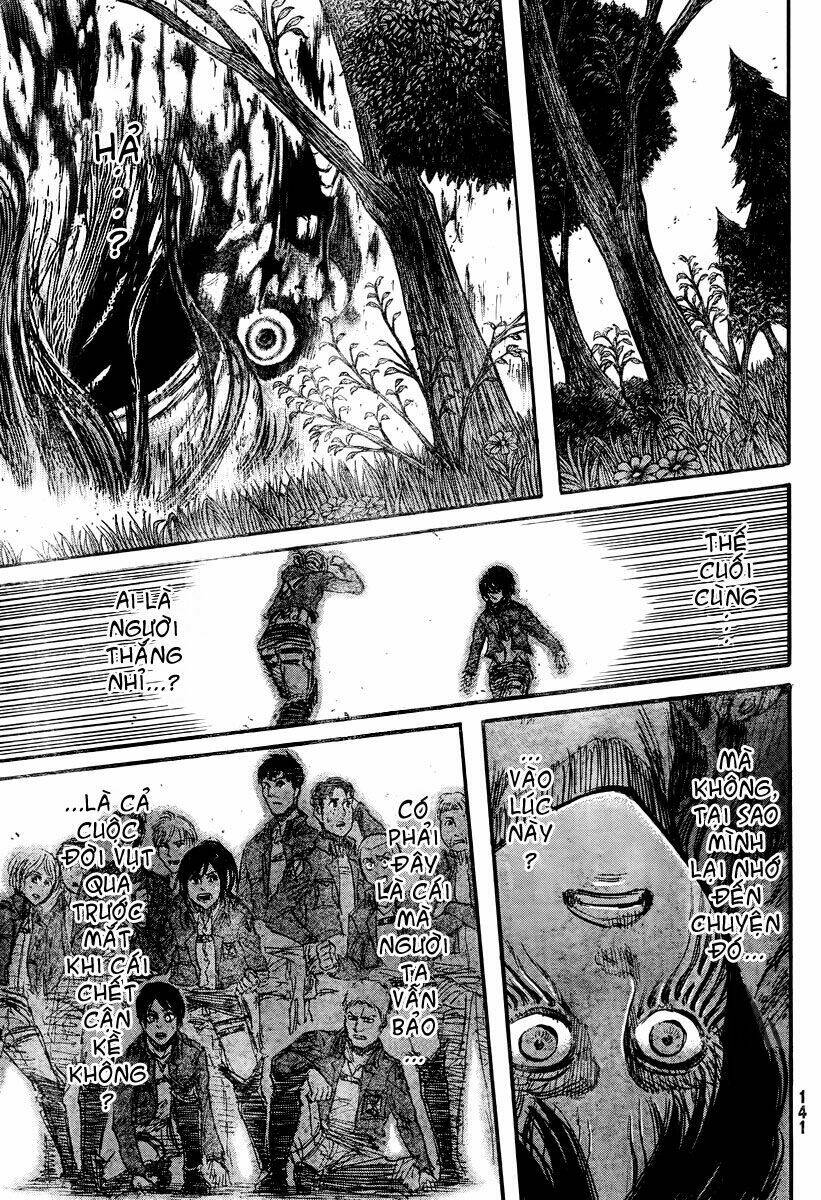 HẢ
....
?
THẾ
CUỐI
CÙNG
....
AI LÀ
NGƯỜI
THẮNG
NHỈ...?
MÀ
KHÔNG,
TẠI SAO
MÌNH
LẠI NHỚ
ĐẾN
CHUYỆN
ĐÓ...
...
VÀO
LÚC
NÀY
?
CÓ
PHẢI
ĐÂY
LÀ CÁI
MÀ
NGƯỜI
TA
VẪN
BẢO
...
...LÀ CẢ
CUỘC
ĐỜI VỤT
QUA
TRƯỚC
MẮT
KHI CÁI
CHẾT
CẬN
KỀ
KHÔNG
?
141